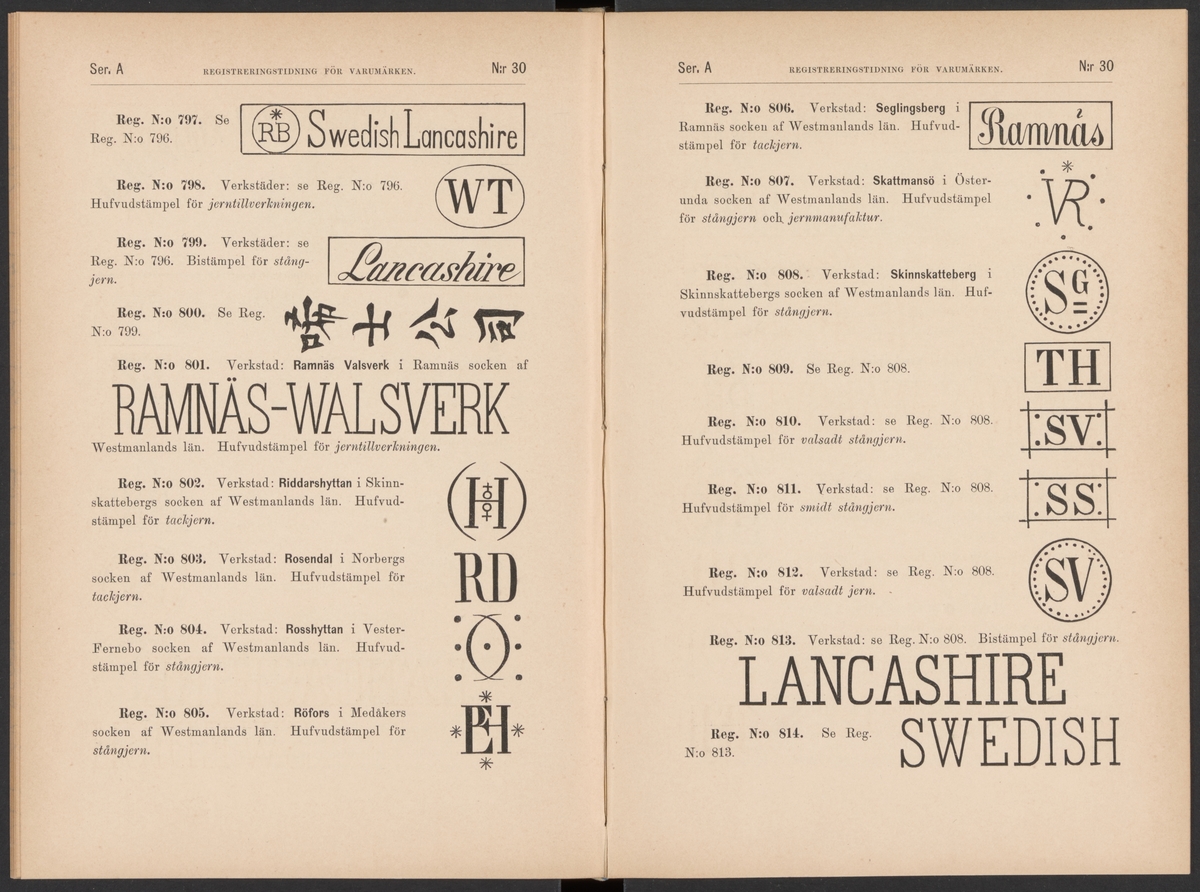 Ser. A REGISTRERINGSTIDNING FÖR VARUMÄRKEN. N:r 30
Reg. N:o 797. Se
Reg. N:o 796.
RB Swedish Lancashire
Reg. N:o 798. Verkstäder: se Reg. N:o 796.
Hufvudstämpel för jerntillverkningen.
WT
Reg. N:o 799. Verkstäder: se
Reg. N:o 796. Bistämpel för stång-
jern.
Lancashire
Reg. N:o 800. Se Reg.
N:o 799.
士公司
Reg. N:o 801. Verkstad: Ramnäs Valsverk i Ramnäs socken af
RAMNÄS-WALSVERK
Westmanlands län. Hufvudstämpel för jerntillverkningen.
Reg. N:o 802. Verkstad: Riddarshyttan i Skinn-
skattebergs socken af Westmanlands län. Hufvud-
stämpel för tackjern.
(H)
Reg. N:o 803. Verkstad: Rosendal i Norbergs
socken af Westmanlands län. Hufvudstämpel för
tackjern.
RD
Reg. N:o 804. Verkstad: Rosshyttan i Vester-
Fernebo socken af Westmanlands län. Hufvud-
stämpel för stångjern.
Reg. N:o 805. Verkstad: Röfors i Medåkers
socken af Westmanlands län. Hufvudstämpel för
stångjern.
Ser. A REGISTRERINGSTIDNING FÖR VARUMÄRKEN. N:r 30
Reg. N:o 806. Verkstad: Seglingsberg i
Ramnäs socken af Westmanlands län. Hufvud-
stämpel för tackjern.
Ramnäs
Reg. N:o 807. Verkstad: Skattmansö i Öster-
unda socken af Westmanlands län. Hufvudstämpel
för stångjern och jernmanufaktur.
VR
Reg. N:o 808. Verkstad: Skinnskatteberg i
Skinnskattebergs socken af Westmanlands län. Huf-
vudstämpel för stångjern.
SG
Reg. N:o 809. Se Reg. N:o 808.
TH
Reg. N:o 810. Verkstad: se Reg. N:o 808.
Hufvudstämpel för valsadt stångjern.
:SV:
Reg. N:o 811. Verkstad: se Reg. N:o 808.
Hufvudstämpel för smidt stångjern.
:SS:
Reg. N:o 812. Verkstad: se Reg. N:o 808.
Hufvudstämpel för valsadt jern.
SV
Reg. N:o 813. Verkstad: se Reg. N:o 808. Bistämpel för stångjern.
LANCASHIRE
Reg. N:o 814. Se Reg.
N:o 813.
SWEDISH